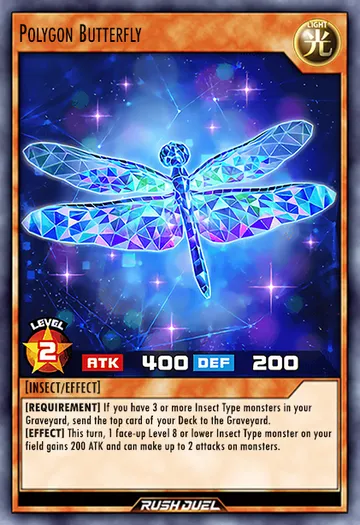 POLYGON BUTTERFLY
LIGHT
光
LEVEL
2
ATK 400 DEF 200
[INSECT/EFFECT]
[REQUIREMENT] If you have 3 or more Insect Type monsters in your
Graveyard, send the top card of your Deck to the Graveyard.
[EFFECT] This turn, 1 face-up Level 8 or lower Insect Type monster on your
field gains 200 ATK and can make up to 2 attacks on monsters.
RUSH DUEL